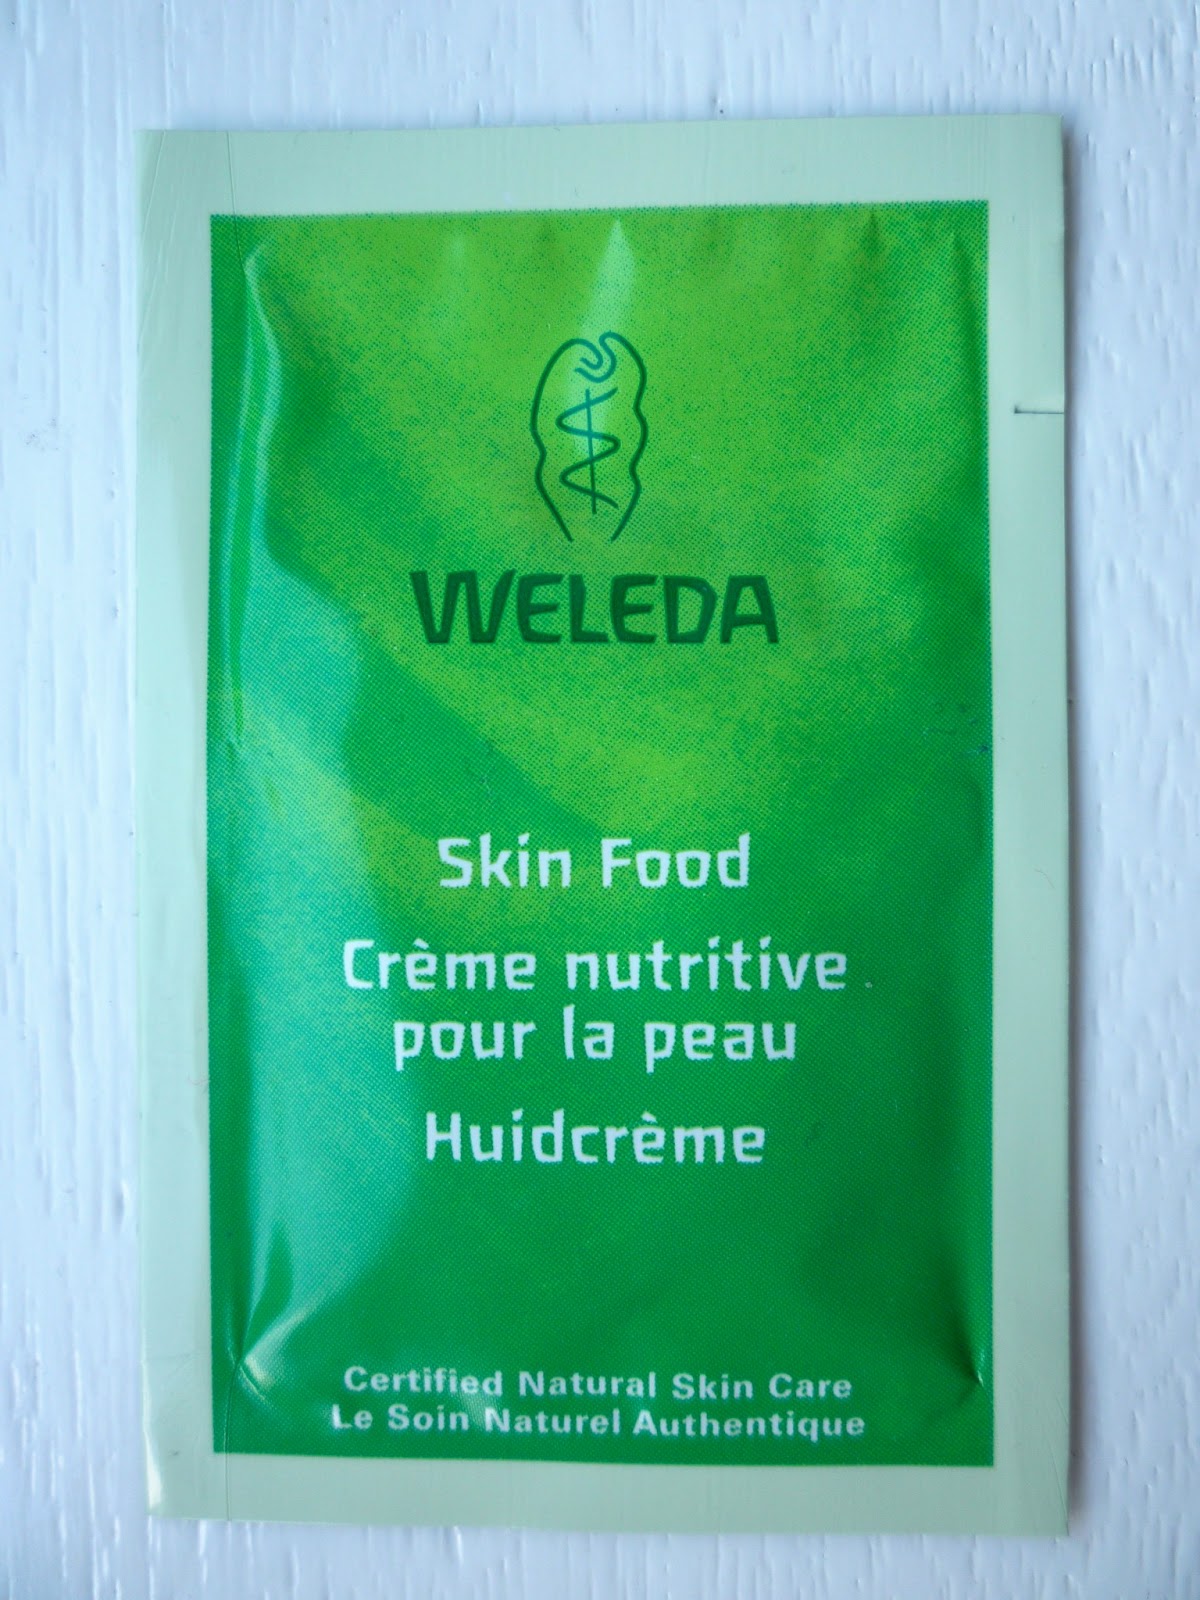 WELEDA
Skin Food
Crème nutritive
pour la peau
Huidcrème
Certified Natural Skin Care
Le Soin Naturel Authentique